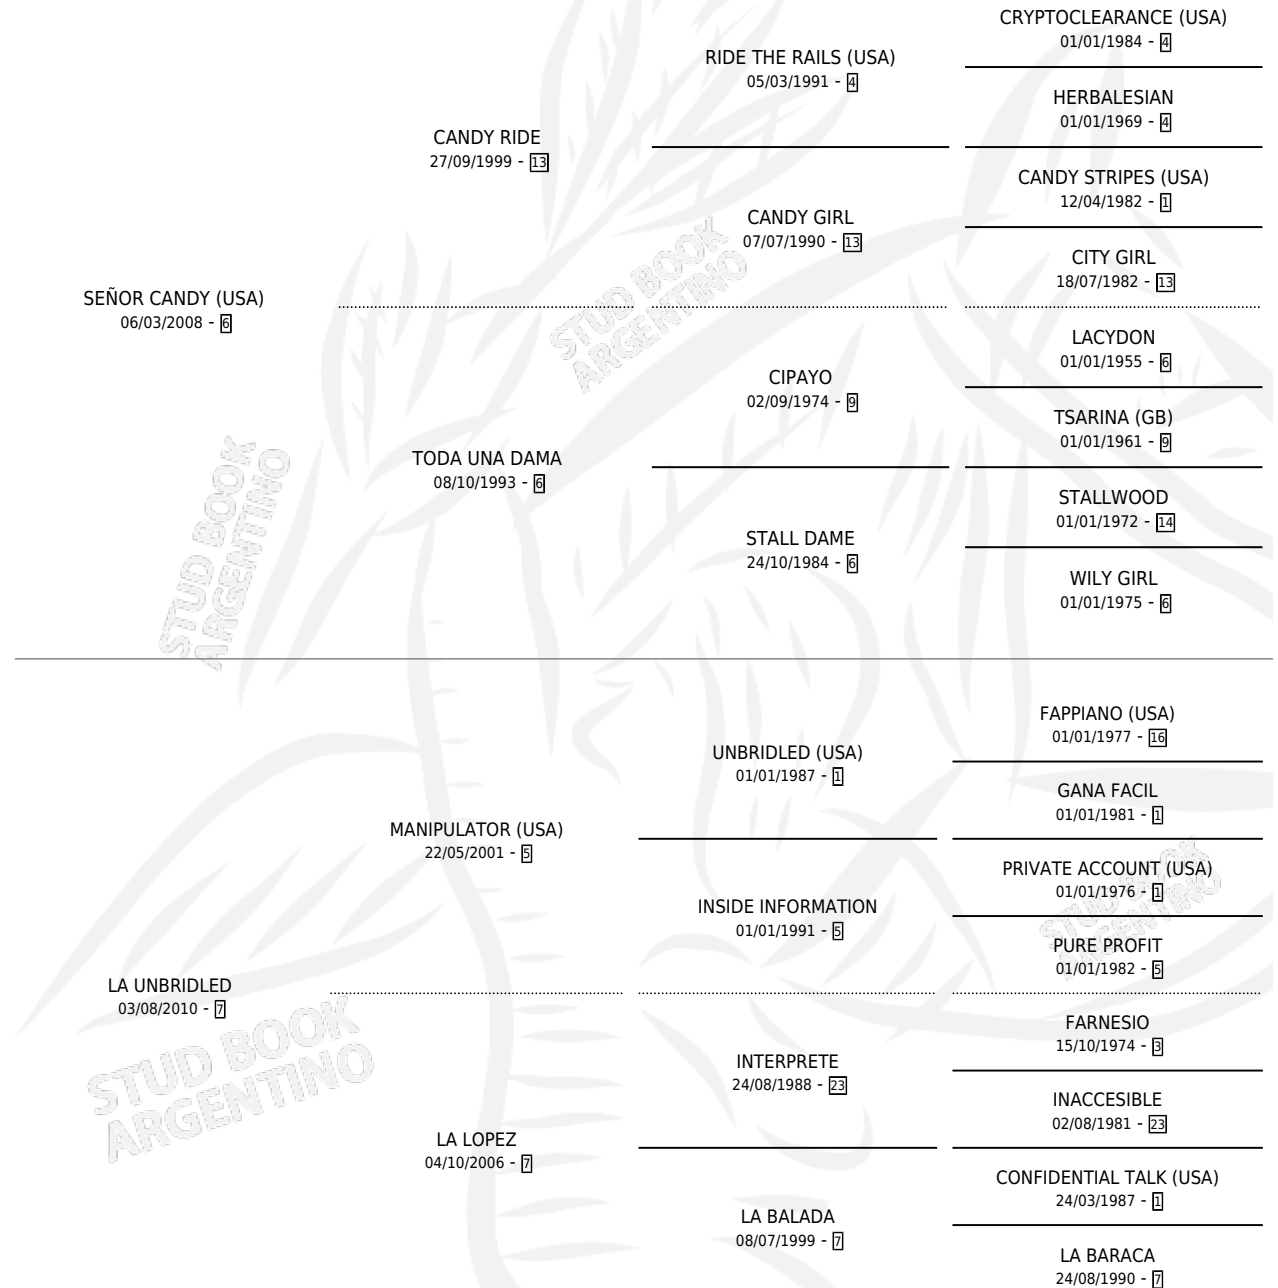 CRYPTOCLEARANCE (USA)
01/01/1984 - 4
RIDE THE RAILS (USA)
05/03/1991 - 4
HERBALESIAN
01/01/1969 - 4
CANDY RIDE
27/09/1999 - 13
CANDY STRIPES (USA)
12/04/1982 - 1
CANDY GIRL
07/07/1990 - 13
CITY GIRL
18/07/1982 - 13
SEÑOR CANDY (USA)
06/03/2008 - 6
LACYDON
01/01/1955 - 6
CIPAYO
02/09/1974 - 9
TSARINA (GB)
01/01/1961 - 9
TODA UNA DAMA
08/10/1993 - 6
STALLWOOD
01/01/1972 - 14
STALL DAME
24/10/1984 - 6
WILY GIRL
01/01/1975 - 6
STUD BOOK
ARGENTINO
STUD BOOK
ARGENTINO
FAPPIANO (USA)
01/01/1977 - 16
UNBRIDLED (USA)
01/01/1987 - 1
GANA FACIL
01/01/1981 - 1
MANIPULATOR (USA)
22/05/2001 - 5
PRIVATE ACCOUNT (USA)
01/01/1976 - 1
INSIDE INFORMATION
01/01/1991 - 5
PURE PROFIT
01/01/1982 - 5
STUD BOOK
ARGENTINO
LA UNBRIDLED
03/08/2010 - 7
FARNESIO
15/10/1974 - 3
INTERPRETE
24/08/1988 - 23
INACCESIBLE
02/08/1981 - 23
LA LOPEZ
04/10/2006 - 7
CONFIDENTIAL TALK (USA)
24/03/1987 - 1
LA BALADA
08/07/1999 - 7
LA BARACA
24/08/1990 - 7
STUD BOOK
ARGENTINO